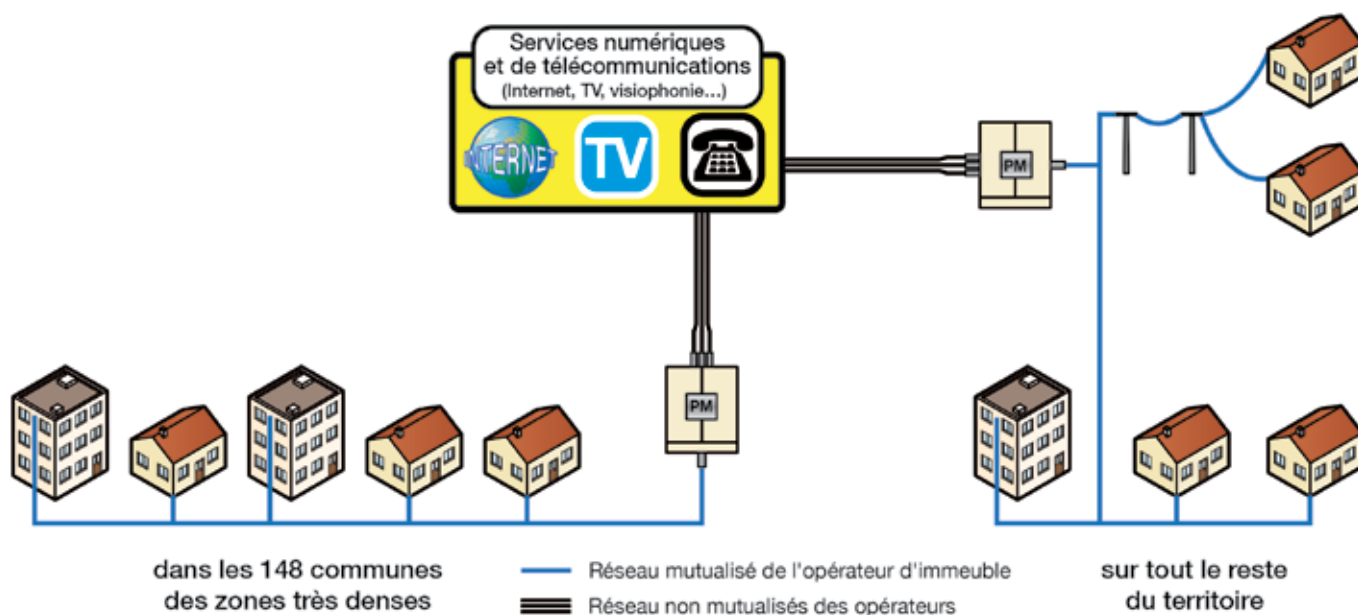 Services numériques
et de télécommunications
(Internet, TV, visiophonie...)
INTERNET
TV
PM
PM
dans les 148 communes
des zones très denses
Réseau mutualisé de l'opérateur d'immeuble
Réseau non mutualisés des opérateurs
sur tout le reste
du territoire